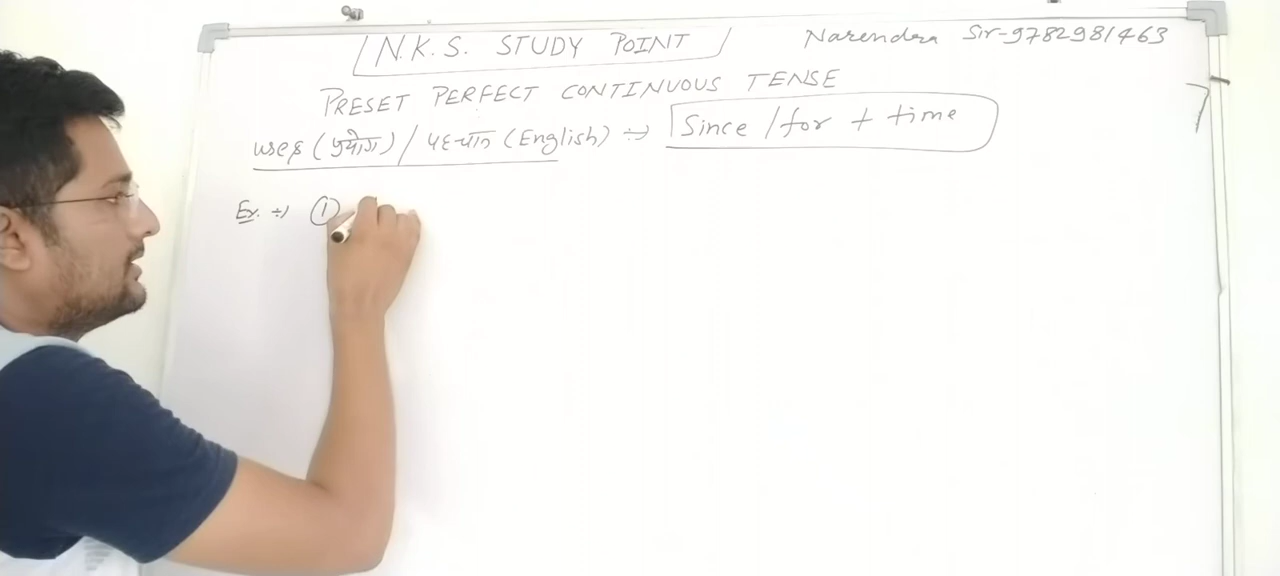 N.K.S. STUDY POINT
Narendra Sir-9782981463
PRESET PERFECT CONTINUOUS TENSE
uses (प्रयोग) / पहचान (English) ÷→ Since / for + time
Ex. ÷→ ①